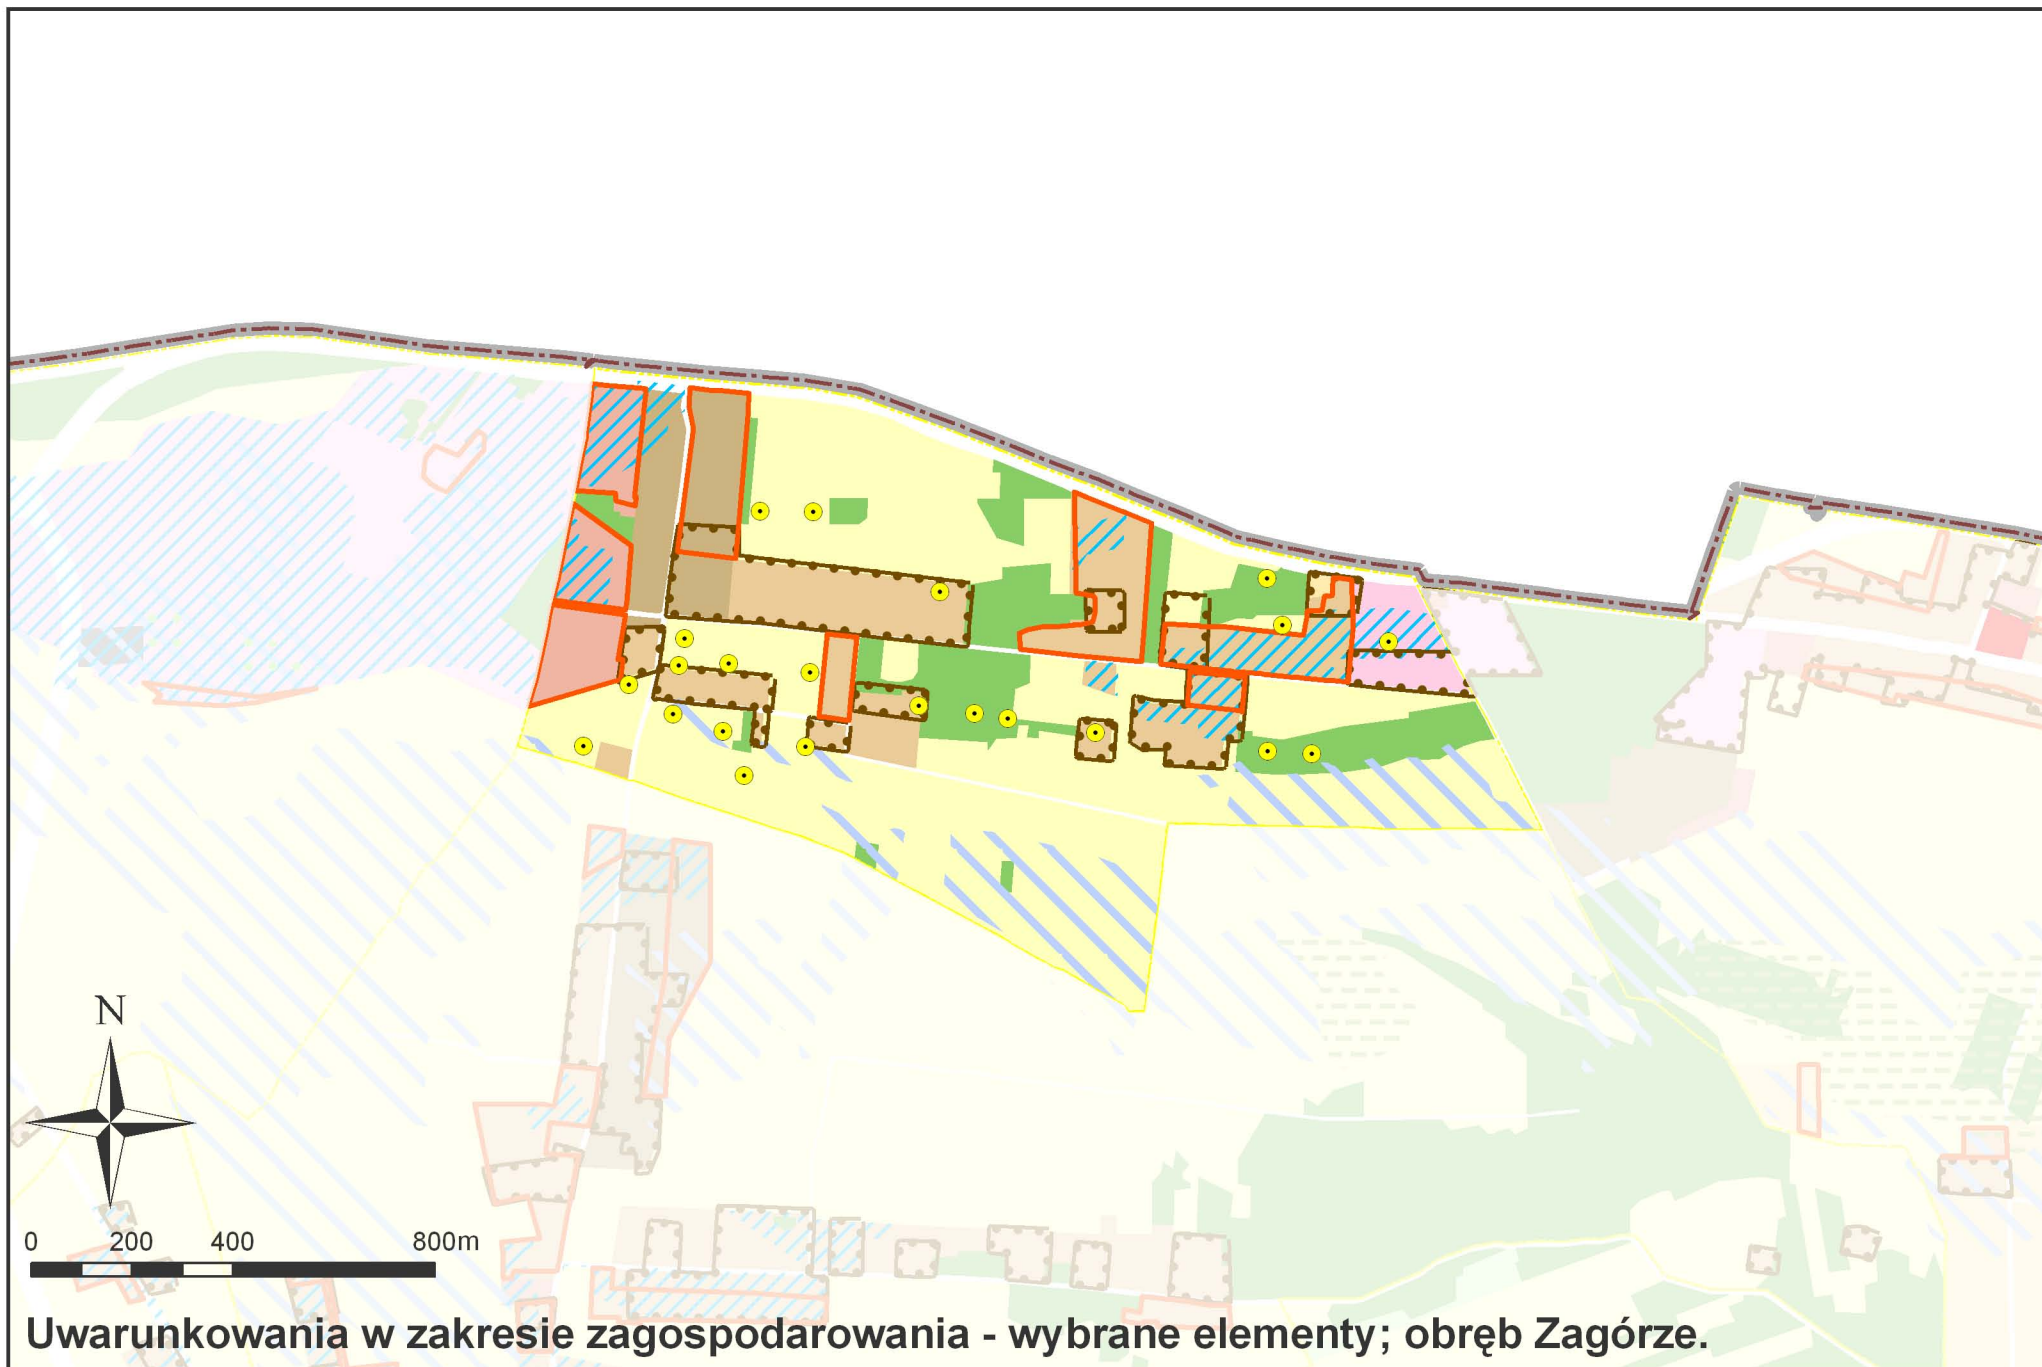 N
0 200 400 800m
Uwarunkowania w zakresie zagospodarowania - wybrane elementy; obręb Zagórze.